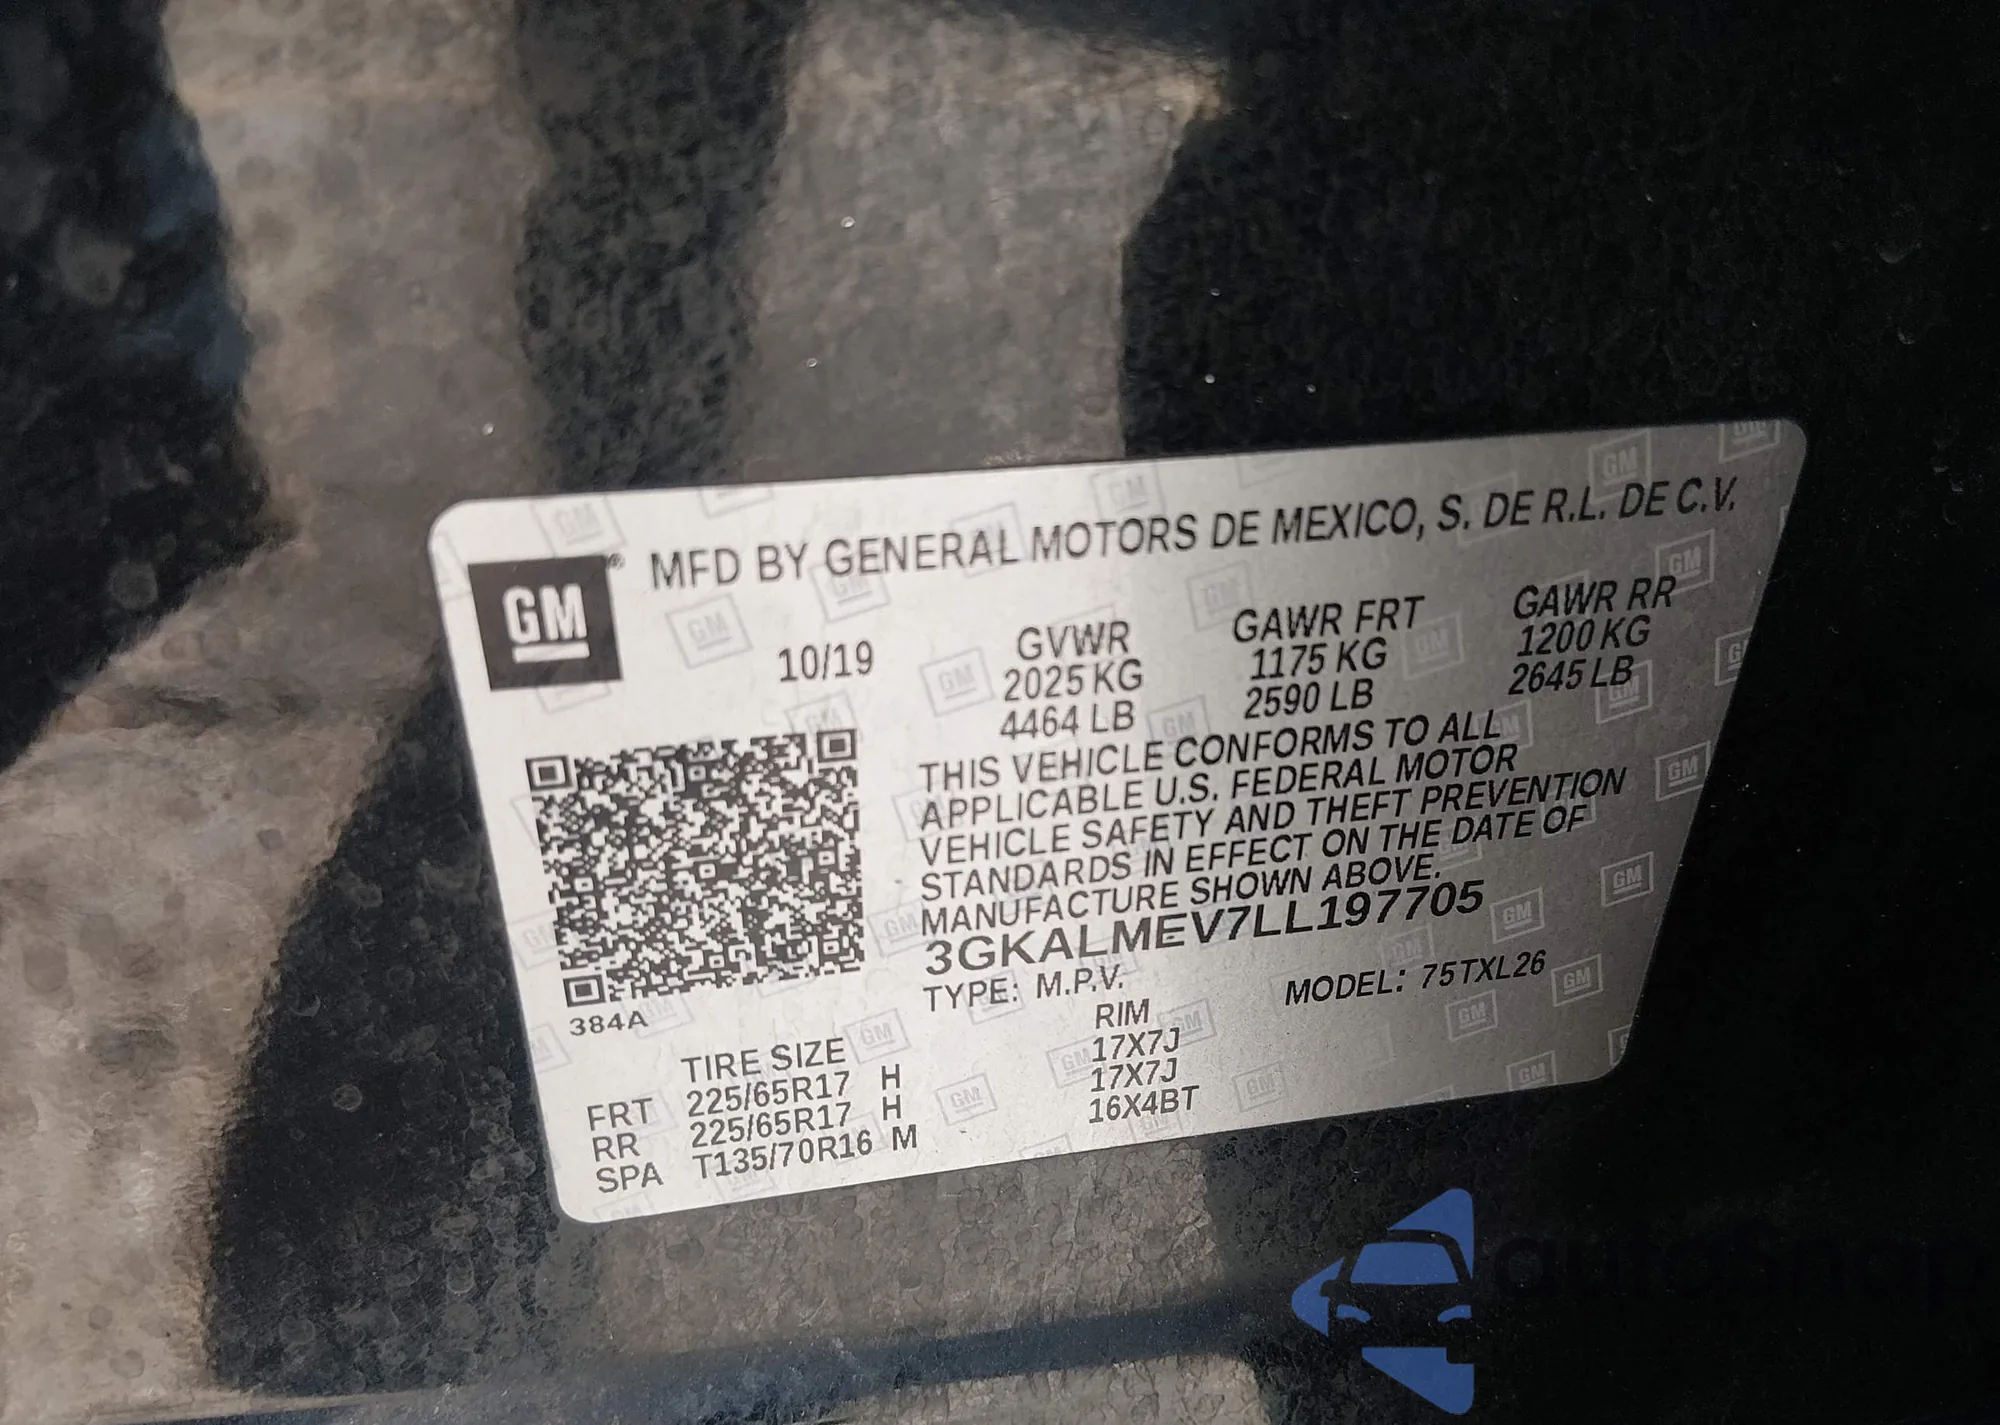 GM® MFD BY GENERAL MOTORS DE MEXICO, S. DE R.L. DE C.V.
10/19 GVWR GAWR FRT GAWR RR
2025 KG 1175 KG 1200 KG
4464 LB 2590 LB 2645 LB
THIS VEHICLE CONFORMS TO ALL
APPLICABLE U.S. FEDERAL MOTOR
VEHICLE SAFETY AND THEFT PREVENTION
STANDARDS IN EFFECT ON THE DATE OF
MANUFACTURE SHOWN ABOVE.
3GKALMEV7LL197705
TYPE: M.P.V. MODEL: 75TXL26
384A
TIRE SIZE RIM
FRT 225/65R17 H 17X7J
RR 225/65R17 H 17X7J
SPA T135/70R16 M 16X4BT
autoshop